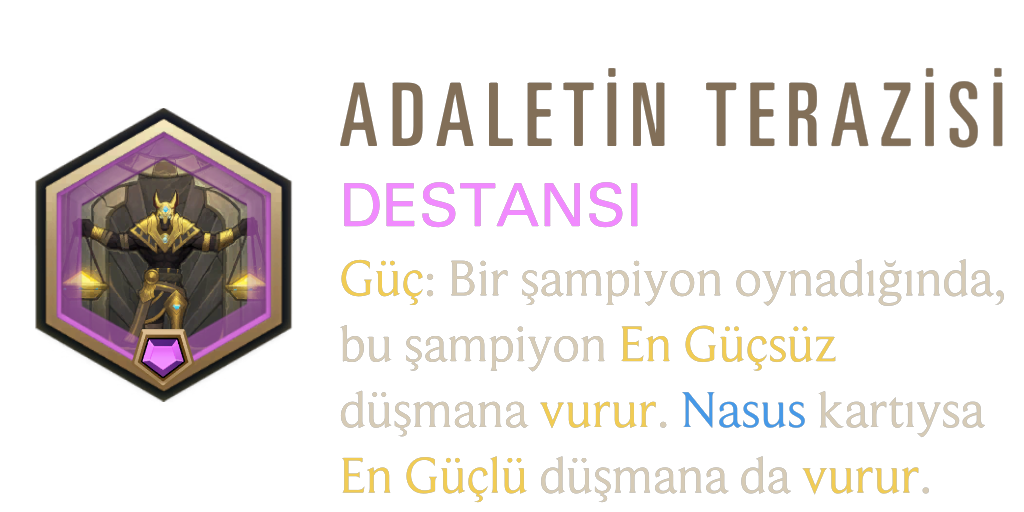 ADALETİN TERAZİSİ
DESTANSI
Güç: Bir şampiyon oynadığında,
bu şampiyon En Güçsüz
düşmana vurur. Nasus kartıysa
En Güçlü düşmana da vurur.